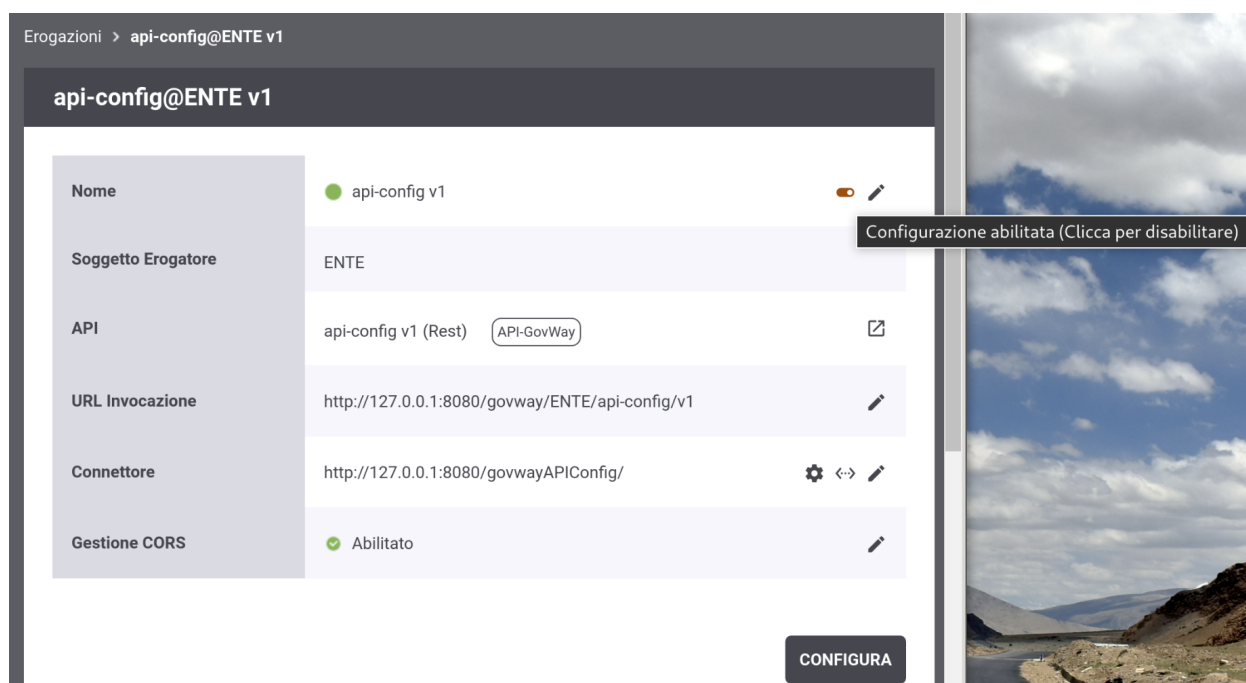 Erogazioni > api-config@ENTE v1
api-config@ENTE v1
Nome
api-config v1
Configurazione abilitata (Clicca per disabilitare)
Soggetto Erogatore
ENTE
API
api-config v1 (Rest) API-GovWay
URL Invocazione
http://127.0.0.1:8080/govway/ENTE/api-config/v1
Connettore
http://127.0.0.1:8080/govwayAPIConfig/
Gestione CORS
Abilitato
CONFIGURA